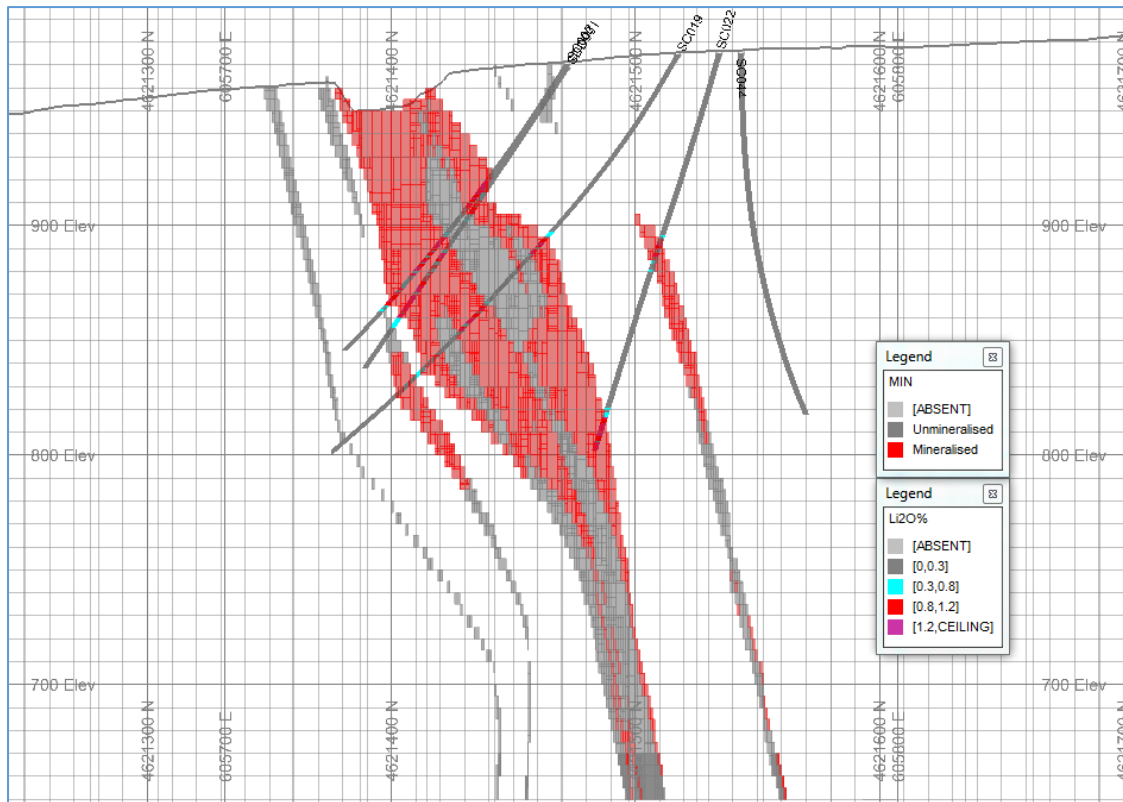 SC019
SC022
SC044
4621300 N
605700 E
4621400 N
4621500 N
4621600 N
605800 E
900 Elev
900 Elev
800 Elev
800 Elev
700 Elev
700 Elev
Legend
MIN
[ABSENT]
Unmineralised
Mineralised
Legend
Li2O%
[ABSENT]
[0,0.3]
[0.3,0.8]
[0.8,1.2]
[1.2,CEILING]
4621300 N
605700 E
4621400 N
4621500 N
4621600 N
605800 E